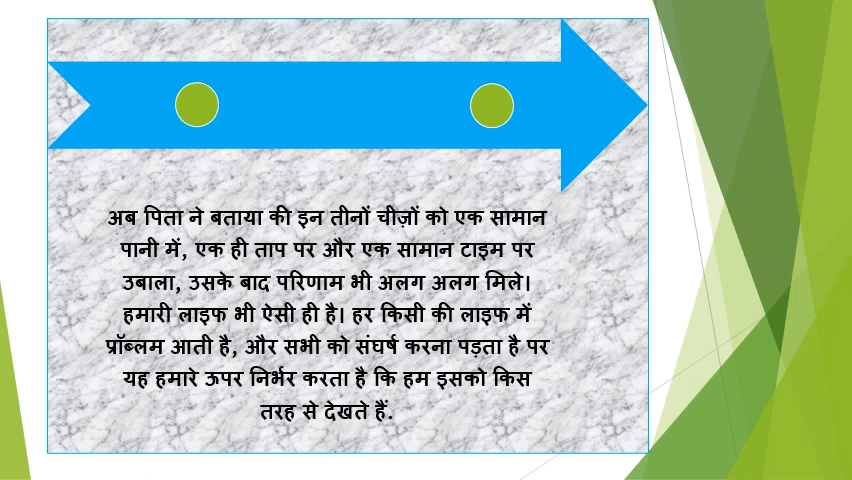 अब पिता ने बताया की इन तीनों चीज़ों को एक सामान
पानी में, एक ही ताप पर और एक सामान टाइम पर
उबाला, उसके बाद परिणाम भी अलग अलग मिले।
हमारी लाइफ भी ऐसी ही है। हर किसी की लाइफ में
प्रॉब्लम आती है, और सभी को संघर्ष करना पड़ता है पर
यह हमारे ऊपर निर्भर करता है कि हम इसको किस
तरह से देखते हैं.